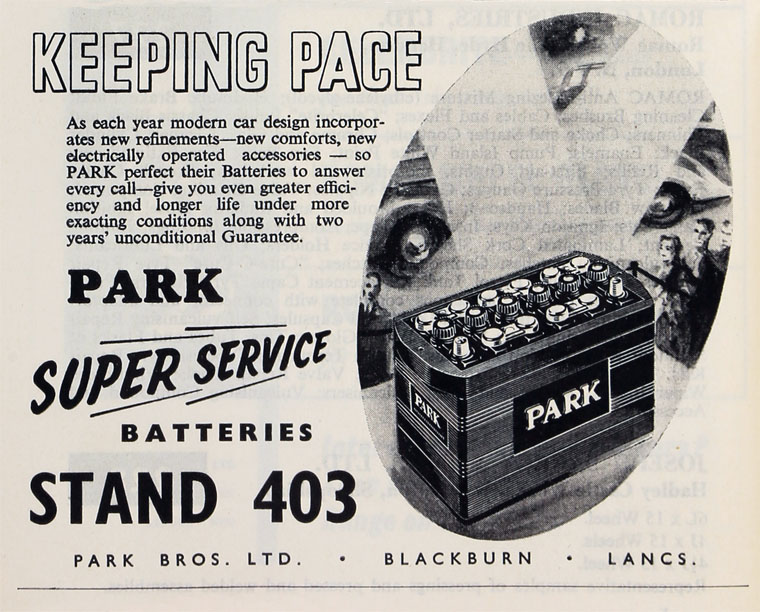 KEEPING PACE
As each year modern car design incorpor-
ates new refinements—new comforts, new
electrically operated accessories — so
PARK perfect their Batteries to answer
every call—give you even greater effici-
ency and longer life under more
exacting conditions along with two
years' unconditional Guarantee.
PARK
SUPER SERVICE
BATTERIES
STAND 403
PARK
PARK
PARK BROS. LTD. • BLACKBURN • LANCS.